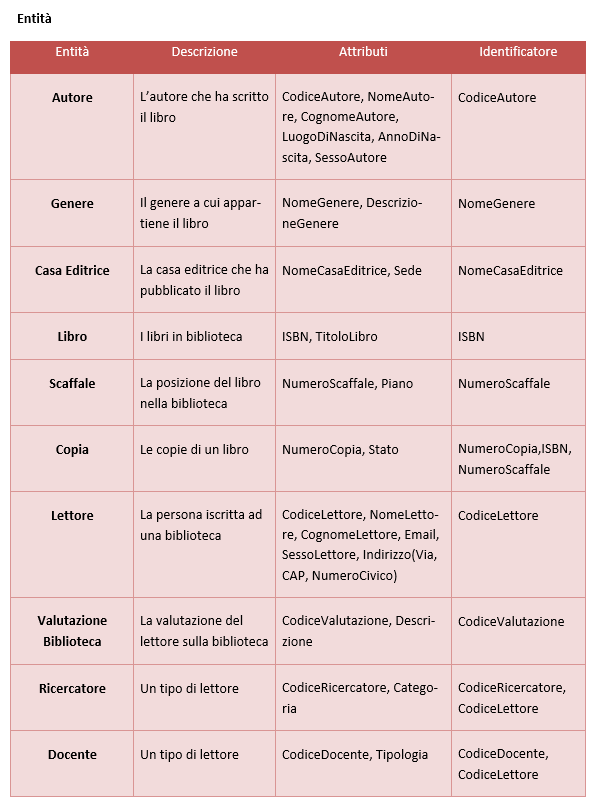 Entità
Entità Descrizione Attributi Identificatore
Autore L'autore che ha scritto CodiceAutore, NomeAuto- CodiceAutore
il libro re, CognomeAutore,
LuogoDiNascita, AnnoDiNa-
scita, SessoAutore
Genere Il genere a cui appar- NomeGenere, Descrizio- NomeGenere
tiene il libro neGenere
Casa Editrice La casa editrice che ha NomeCasaEditrice, Sede NomeCasaEditrice
pubblicato il libro
Libro I libri in biblioteca ISBN, TitoloLibro ISBN
Scaffale La posizione del libro NumeroScaffale, Piano NumeroScaffale
nella biblioteca
Copia Le copie di un libro NumeroCopia, Stato NumeroCopia,ISBN,
NumeroScaffale
Lettore La persona iscritta ad CodiceLettore, NomeLetto- CodiceLettore
una biblioteca re, CognomeLettore, Email,
SessoLettore, Indirizzo(Via,
CAP, NumeroCivico)
Valutazione La valutazione del CodiceValutazione, Descri- CodiceValutazione
Biblioteca lettore sulla biblioteca zione
Ricercatore Un tipo di lettore CodiceRicercatore, Catego- CodiceRicercatore,
ria CodiceLettore
Docente Un tipo di lettore CodiceDocente, Tipologia CodiceDocente,
CodiceLettore